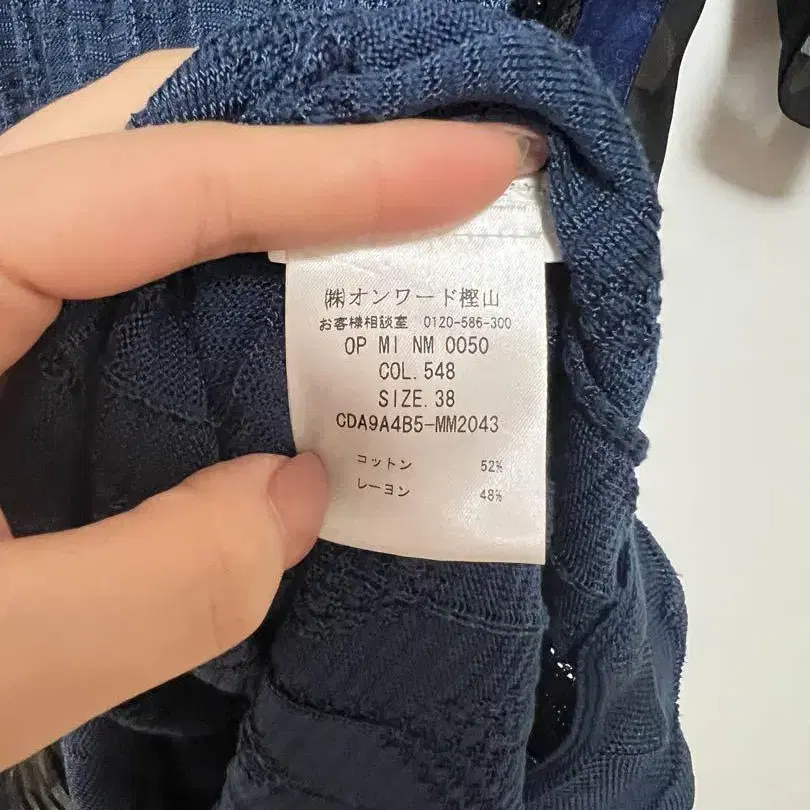 ㈱オンワード樫山
お客様相談室 0120-586-300
OP MI NM 0050
COL. 548
SIZE. 38
CDA9A4B5-MM2043
コットン 52%
レーヨン 48%